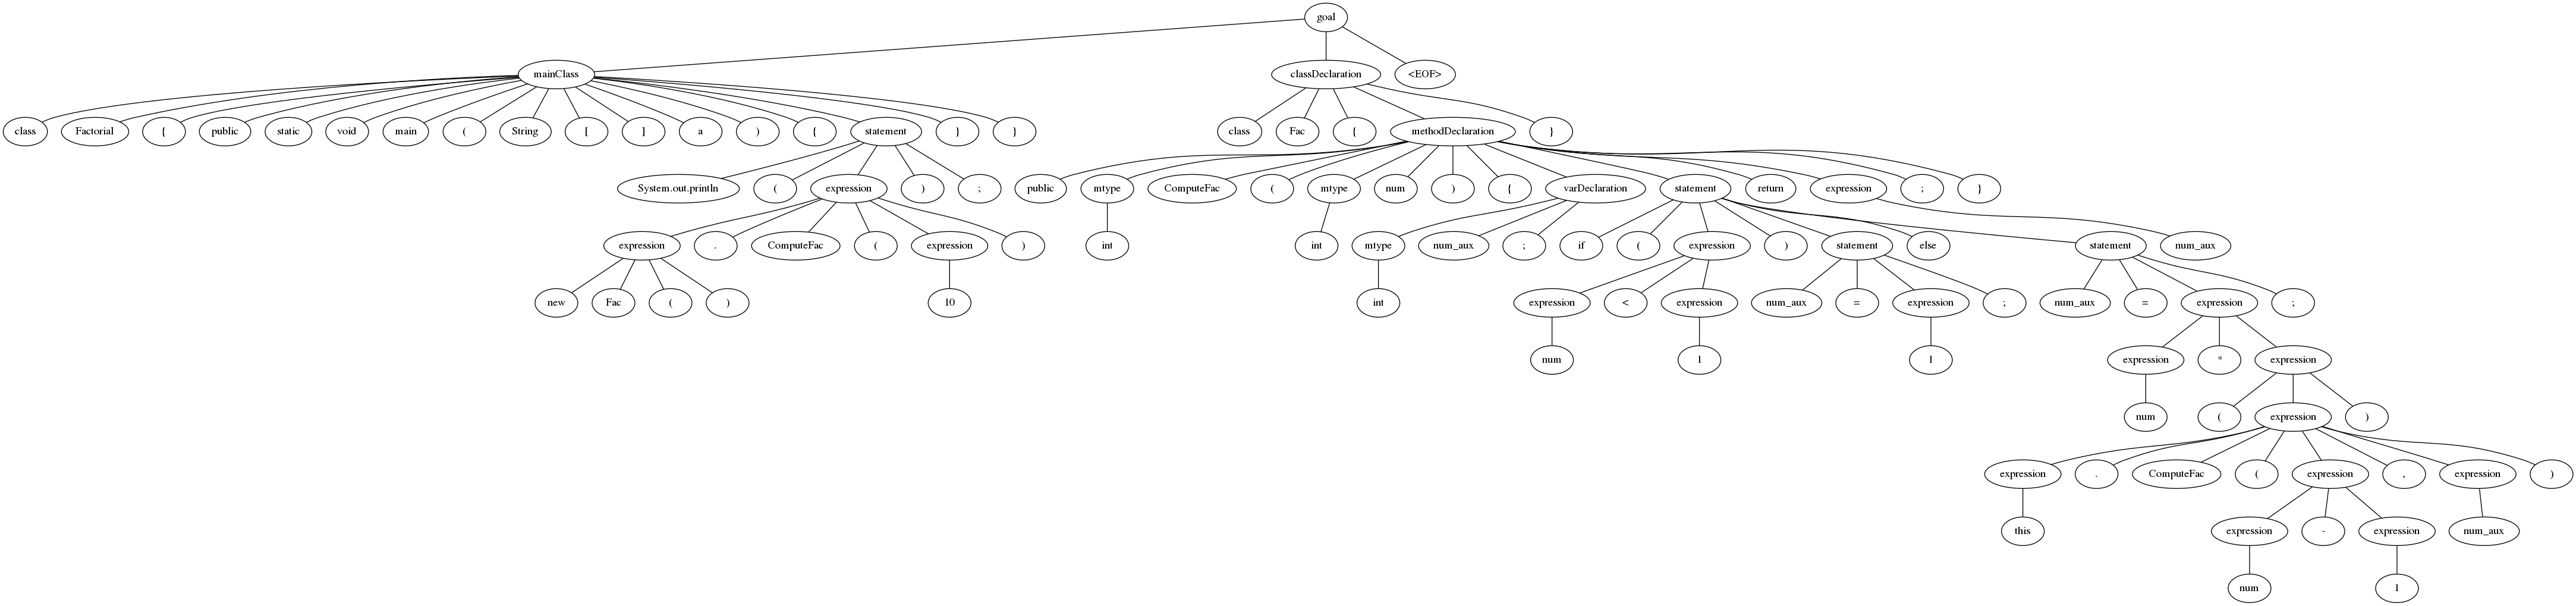 goal
mainClass classDeclaration <EOF>
class Factorial { public static void main ( String [ ] a ) { statement } } class Fac { methodDeclaration }
System.out.println ( expression ) ; public mtype ComputeFac ( mtype num ) { varDeclaration statement return expression ; }
expression . ComputeFac ( expression ) int int mtype num_aux ; if ( expression ) statement else statement num_aux
new Fac ( ) 10 int expression < expression num_aux = expression ; num_aux = expression ;
num 1 1 expression * expression
num ( expression )
expression . ComputeFac ( expression , expression )
this expression - expression num_aux
num 1